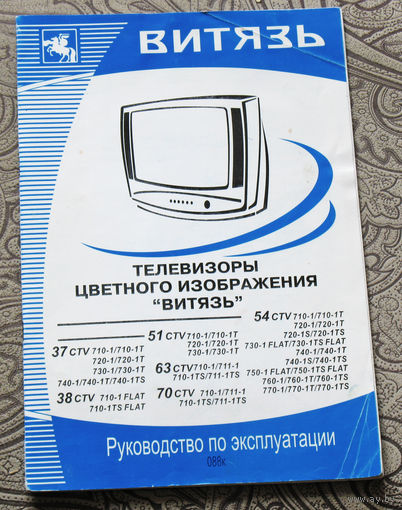 ВИТЯЗЬ
ТЕЛЕВИЗОРЫ
ЦВЕТНОГО ИЗОБРАЖЕНИЯ
“ВИТЯЗЬ”
37 CTV 710-1/710-1T
720-1/720-1T
730-1/730-1T
740-1/740-1T/740-1TS
38 CTV 710-1 FLAT
710-1TS FLAT
51 CTV 710-1/710-1T
720-1/720-1T
730-1/730-1T
63 CTV 710-1/711-1
710-1TS/711-1TS
70 CTV 710-1/711-1
710-1TS/711-1TS
54 CTV 710-1/710-1T
720-1/720-1T
720-1S/720-1TS
730-1 FLAT/730-1TS FLAT
740-1/740-1T
740-1S/740-1TS
750-1 FLAT/750-1TS FLAT
760-1/760-1T/760-1TS
770-1/770-1T/770-1TS
Руководство по эксплуатации
088к
ay.by